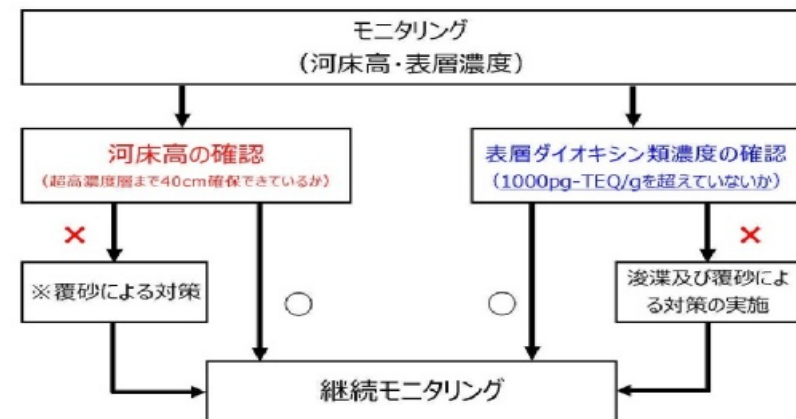 モニタリング
(河床高・表層濃度)
河床高の確認
(超高濃度層まで40cm確保できているか)
表層ダイオキシン類濃度の確認
(1000pg-TEQ/gを超えていないか)
×
×
※覆砂による対策
○
○
浚渫及び覆砂によ
る対策の実施
継続モニタリング